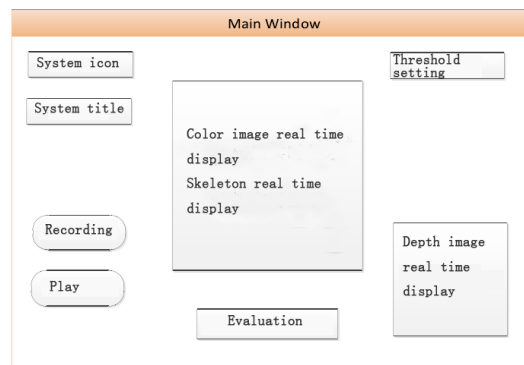 Main Window
System icon
Threshold
setting
System title
Color image real time
display
Skeleton real time
display
Recording
Depth image
real time
display
Play
Evaluation